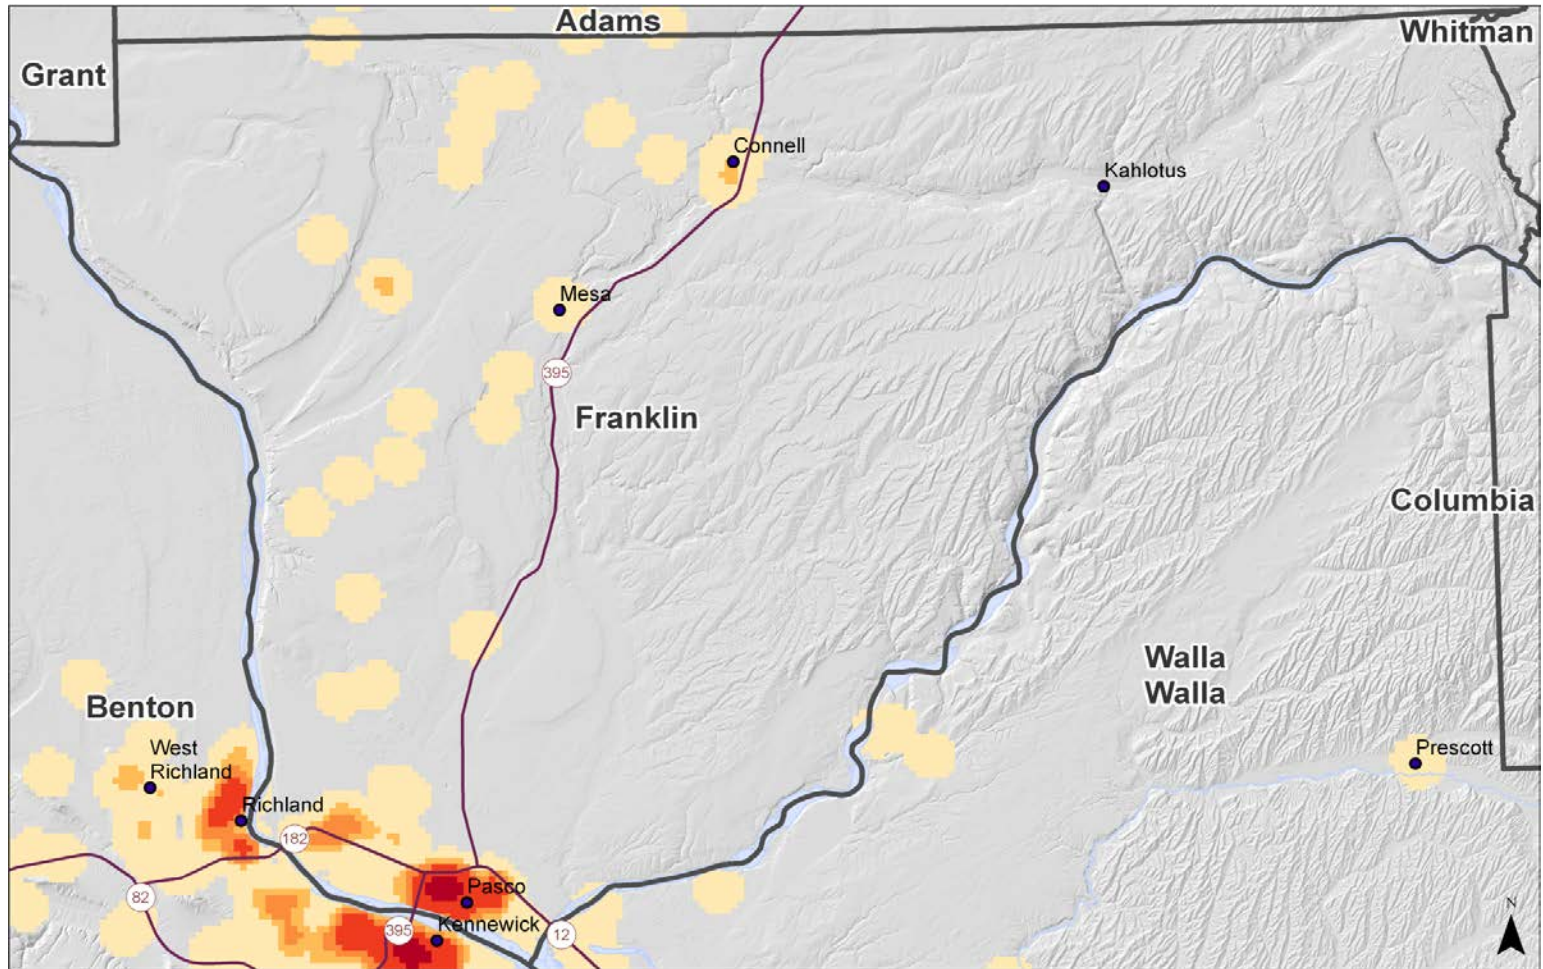 Adams
Whitman
Grant
Connell
Kahlotus
Mesa
395
Franklin
Columbia
Walla
Walla
Benton
West
Richland
Prescott
Richland
182
Pasco
82
Kennewick
395
12
N